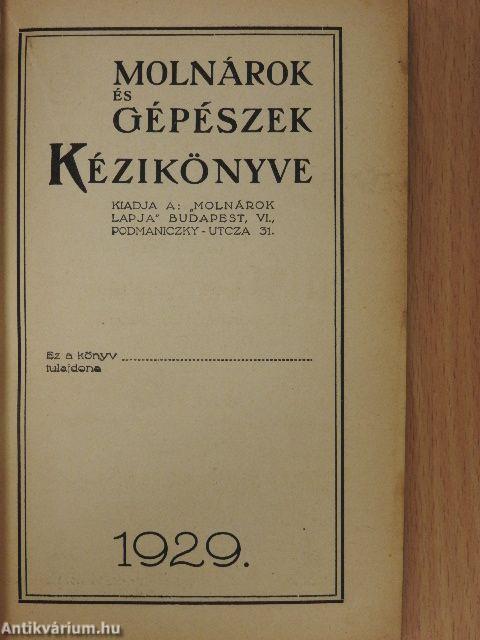 MOLNÁROK
ÉS
GÉPÉSZEK
KÉZIKÖNYVE
KIADJA A: „MOLNÁROK
LAPJA” BUDAPEST, VI.,
PODMANICZKY-UTCZA 31.
Ez a könyv
tulajdona
1929.
Antikvárium.hu